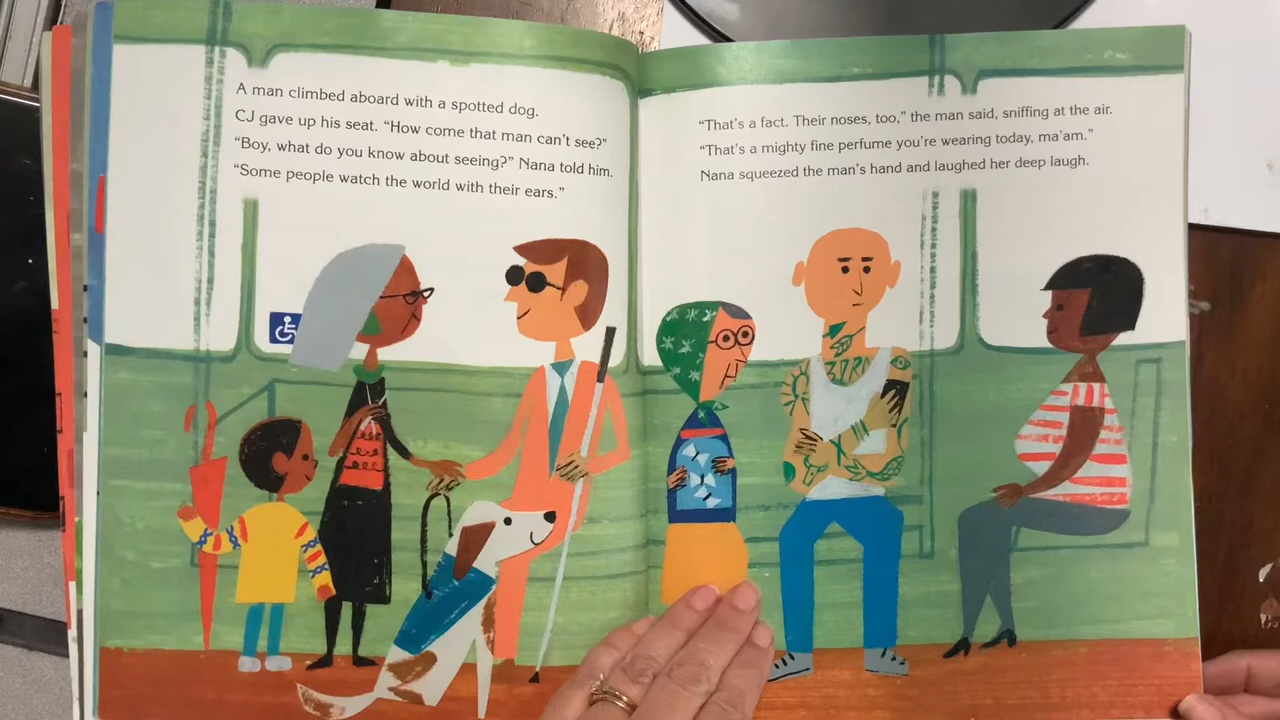 A man climbed aboard with a spotted dog.
CJ gave up his seat. “How come that man can’t see?”
“Boy, what do you know about seeing?” Nana told him.
“Some people watch the world with their ears.”
“That’s a fact. Their noses, too,” the man said, sniffing at the air.
“That’s a mighty fine perfume you’re wearing today, ma’am.”
Nana squeezed the man’s hand and laughed her deep laugh.